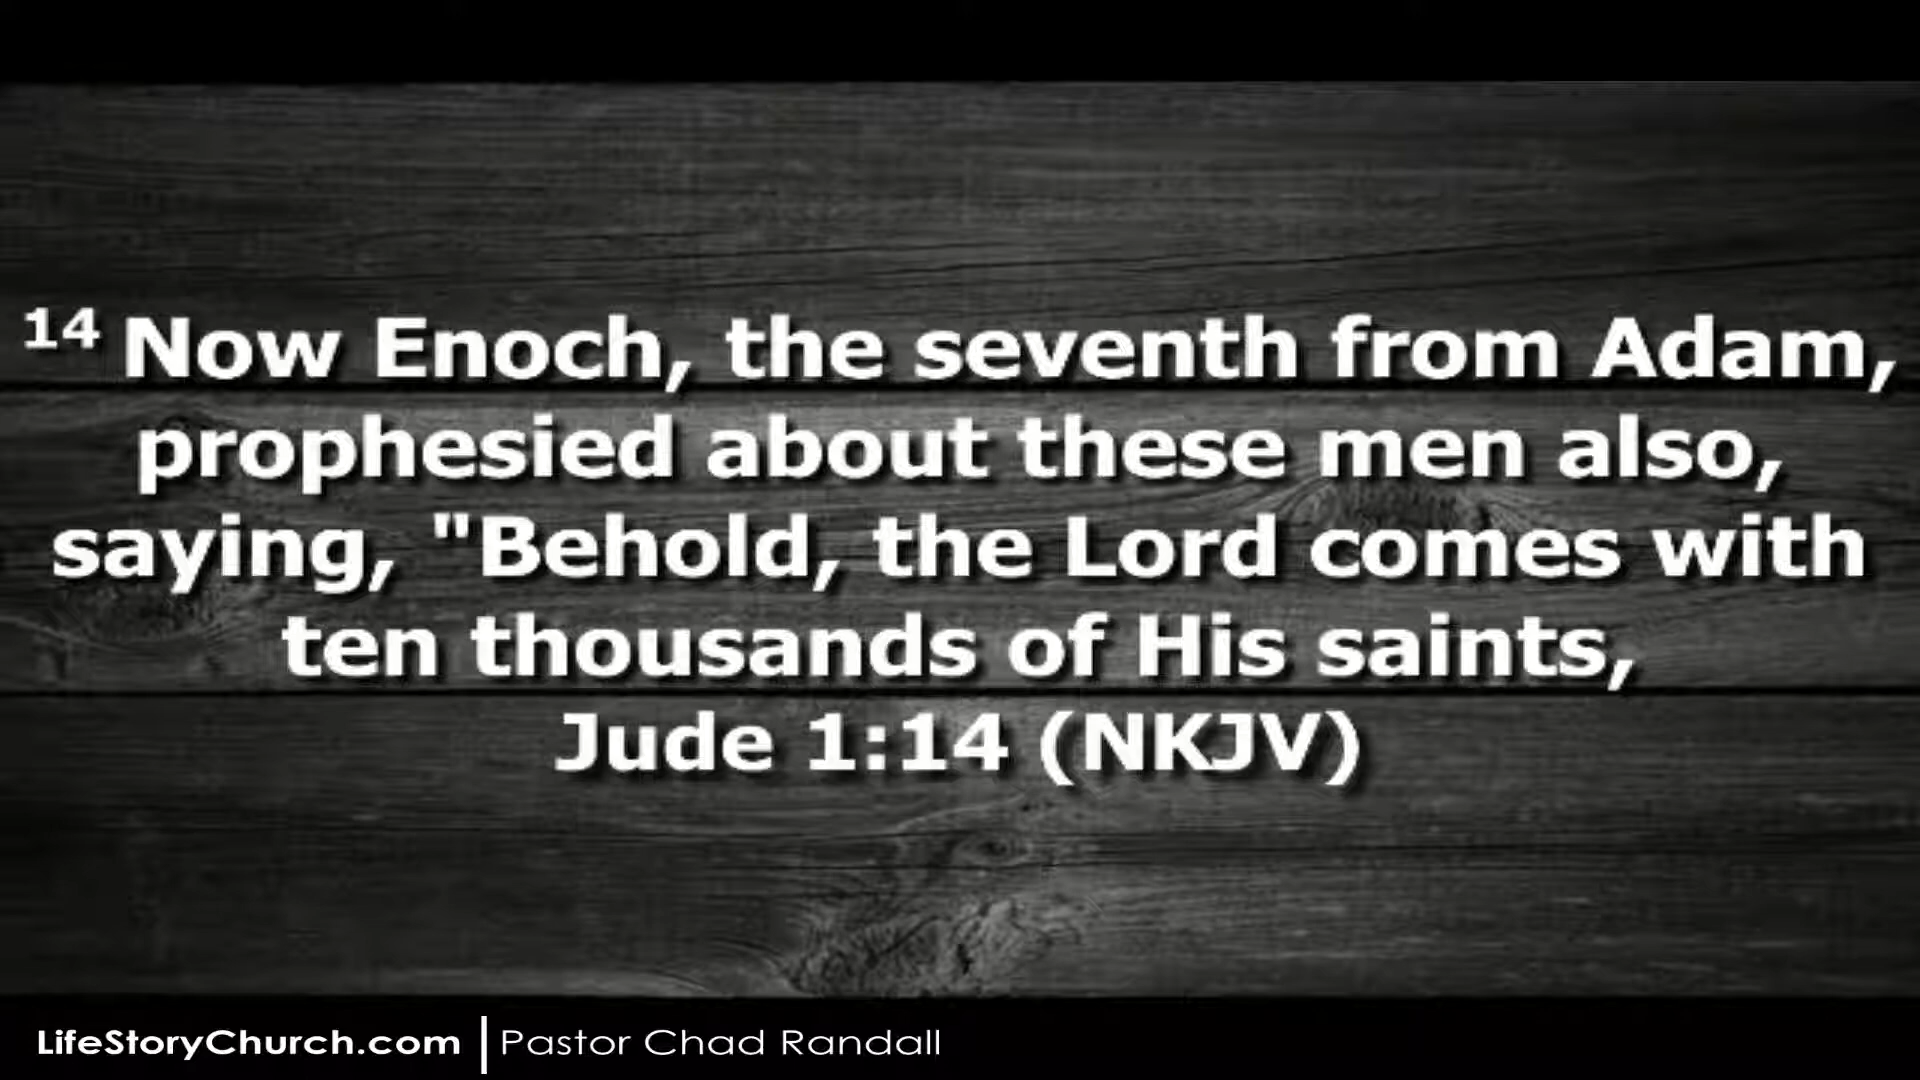 14 Now Enoch, the seventh from Adam,
prophesied about these men also,
saying, "Behold, the Lord comes with
ten thousands of His saints,
Jude 1:14 (NKJV)
LifeStoryChurch.com | Pastor Chad Randall